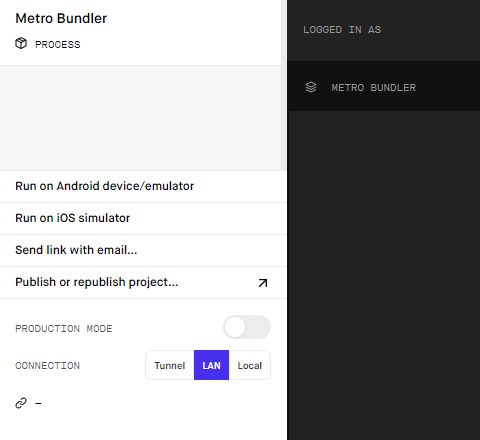 Metro Bundler
PROCESS
Run on Android device/emulator
Run on iOS simulator
Send link with email...
Publish or republish project...
PRODUCTION MODE
CONNECTION Tunnel LAN Local
–
LOGGED IN AS
METRO BUNDLER